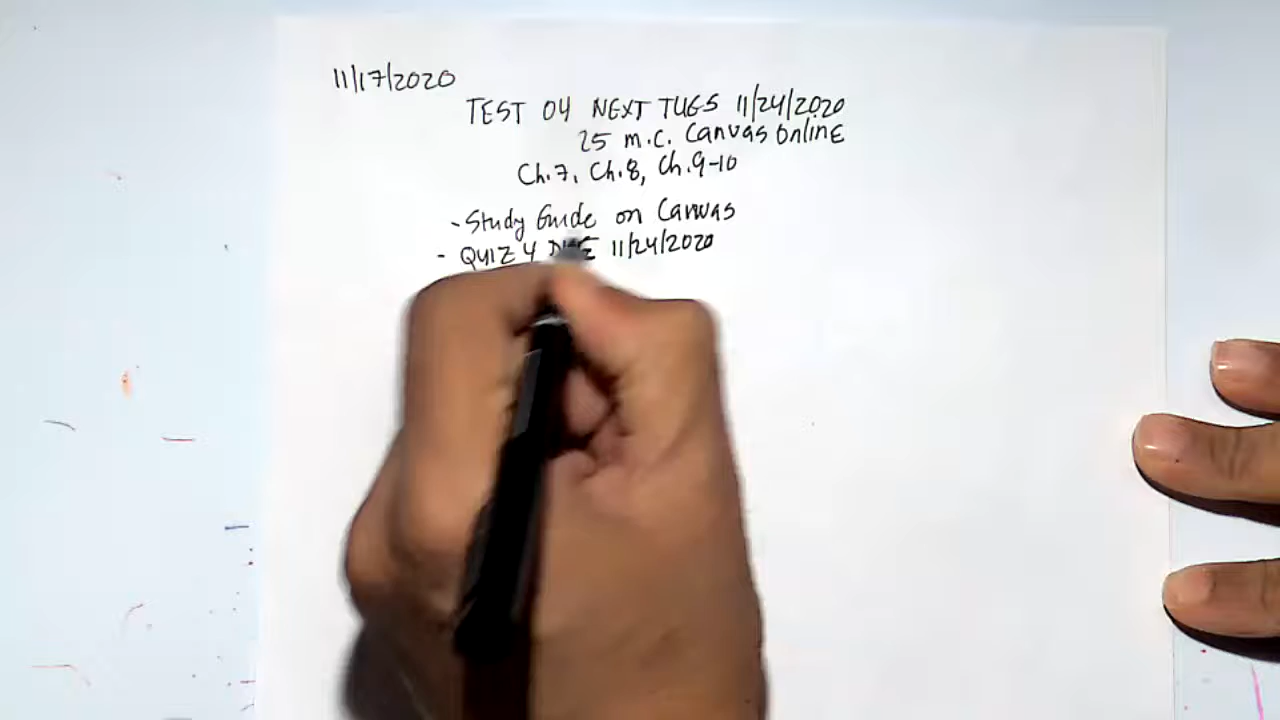 11/17/2020
TEST 04 NEXT TUES 11/24/2020
25 m.c. Canvas Online
Ch.7, Ch.8, Ch.9-10
- Study Guide on Canvas
- QUIZ 4 DUE 11/24/2020